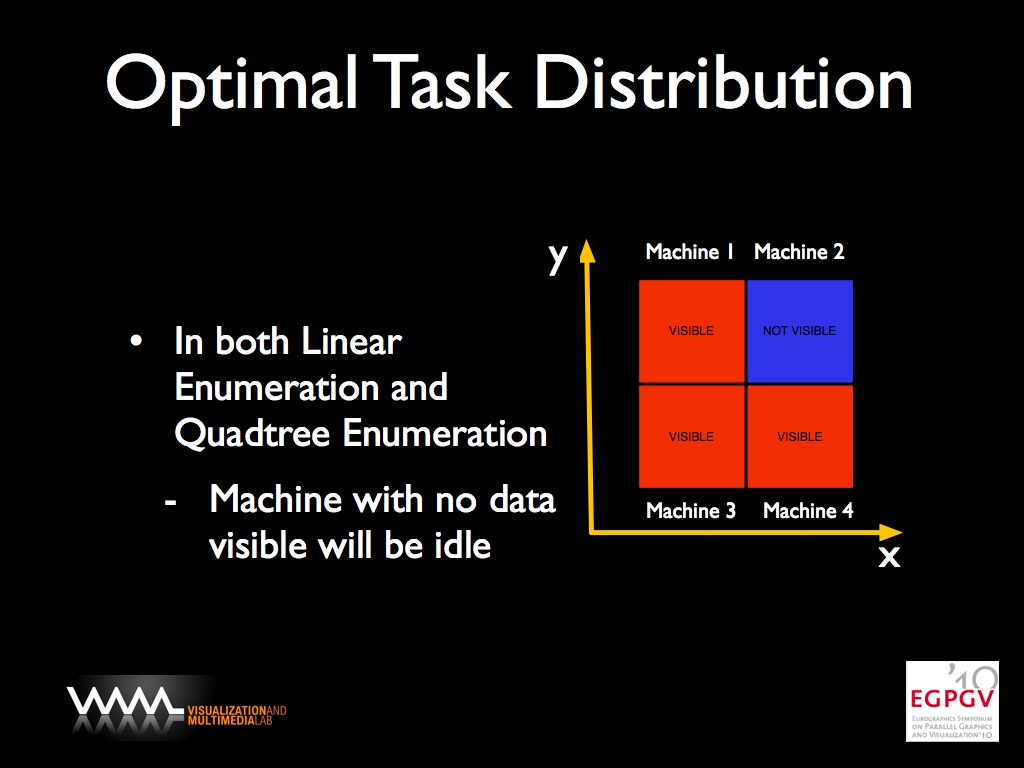 Optimal Task Distribution
• In both Linear
Enumeration and
Quadtree Enumeration
- Machine with no data
visible will be idle
y
Machine 1 Machine 2
VISIBLE NOT VISIBLE
VISIBLE VISIBLE
Machine 3 Machine 4
x
VMML
VISUALIZATIONAND
MULTIMEDIALAB
'10
EGPGV
EUROGRAPHICS SYMPOSIUM
ON PARALLEL GRAPHICS
AND VISUALIZATION'10